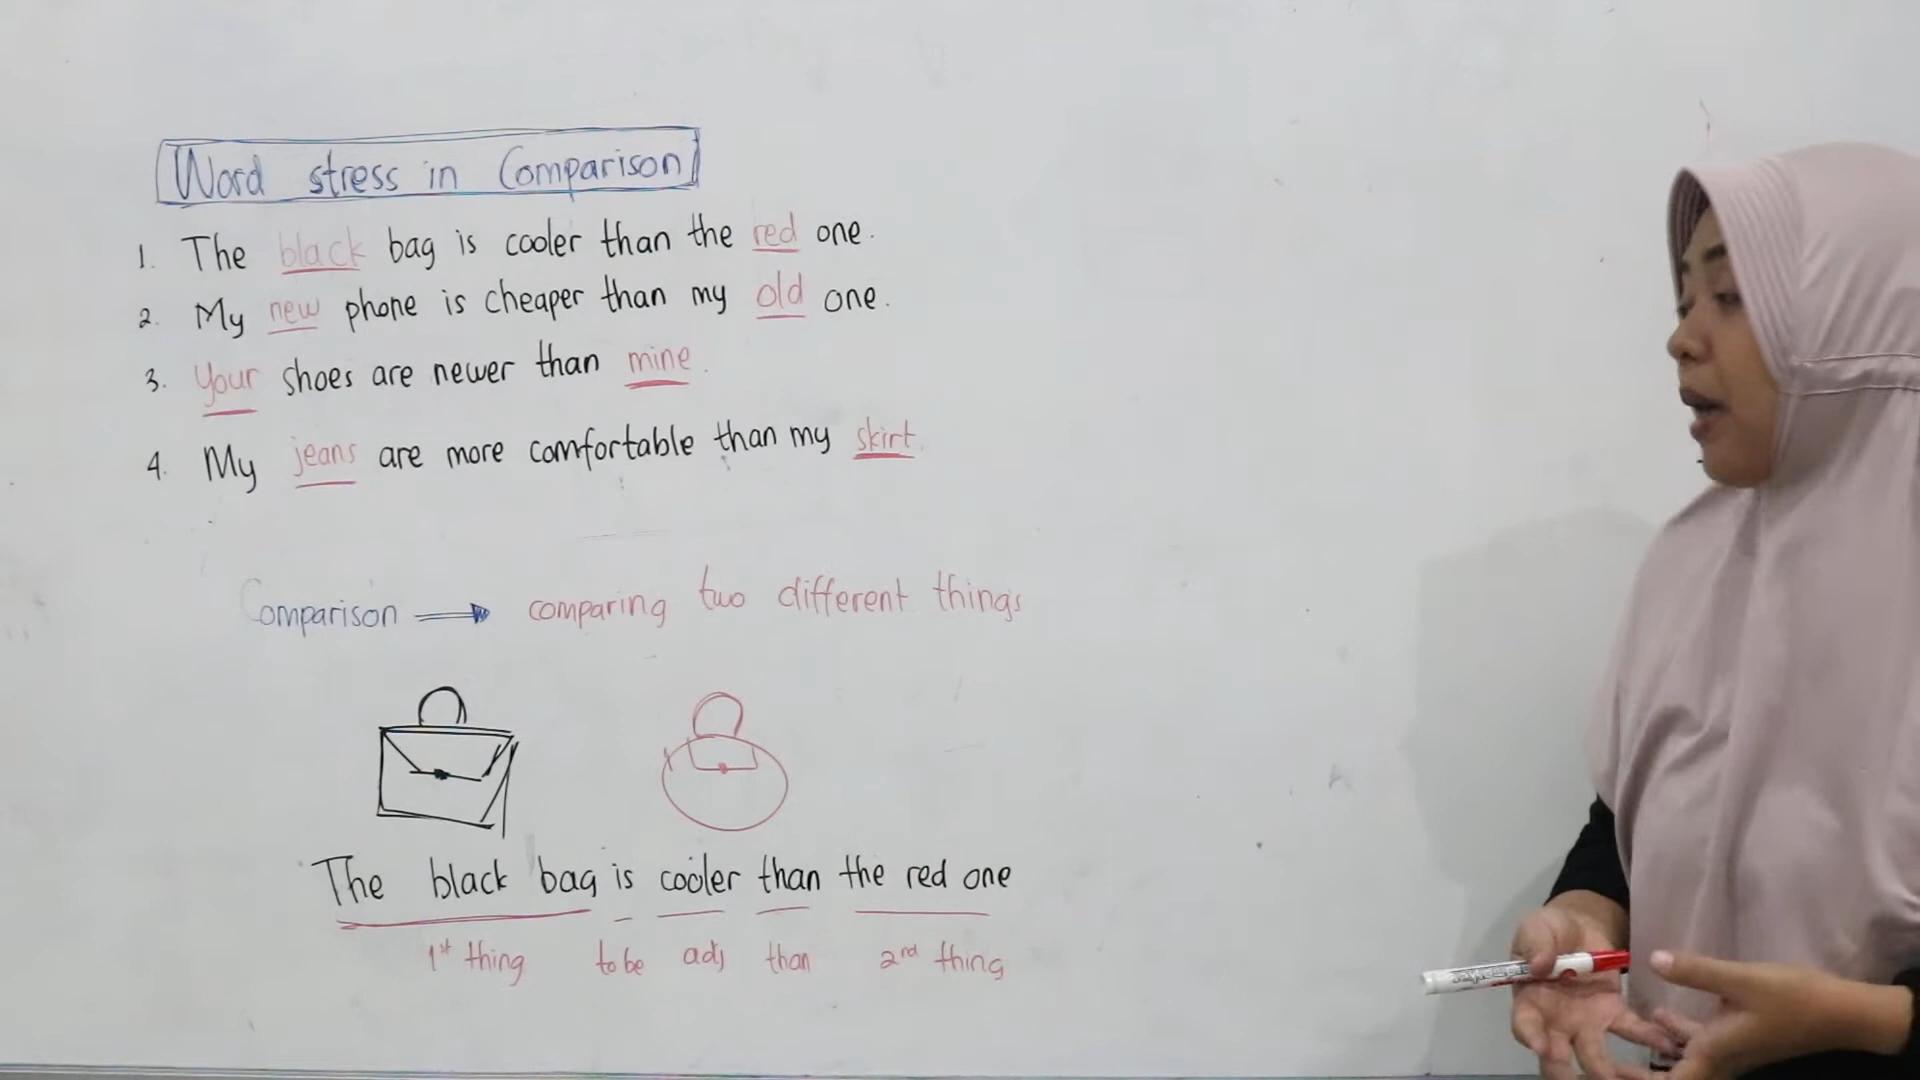 Word stress in Comparison
1. The black bag is cooler than the red one.
2. My new phone is cheaper than my old one.
3. Your shoes are newer than mine.
4. My jeans are more comfortable than my skirt.
Comparison → comparing two different things
The black bag is cooler than the red one
1st thing to be adj than 2nd thing